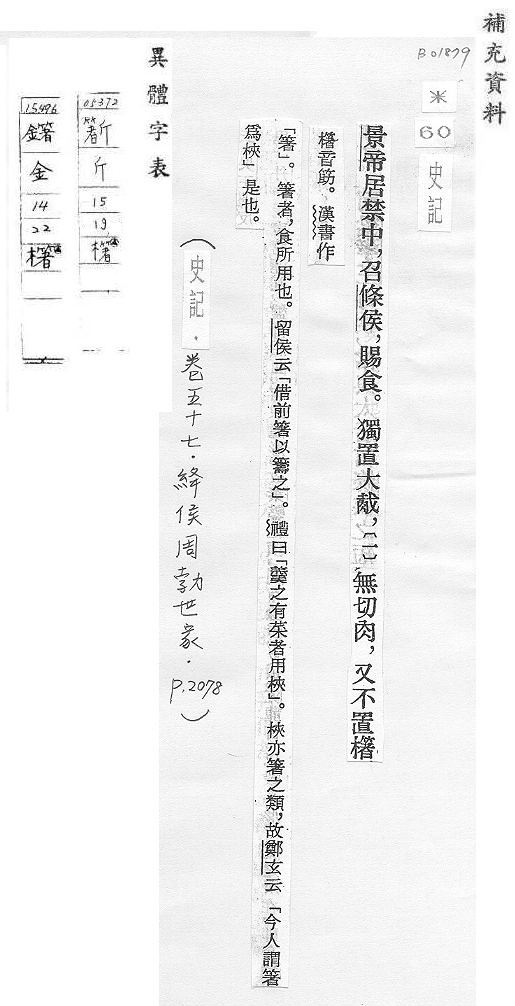 補充資料
B01879
米
60
史記
景帝居禁中，召條侯，賜食。獨置大胾，〔一〕無切肉，又不置櫡
櫡音筯。漢書作
「箸」。箸者，食所用也。留侯云「借前箸以籌之」。禮曰「羹之有菜者用梜」。梜亦箸之類，故鄭玄云「今人謂箸
爲梜」是也。
（史記．卷五十七．絳侯周勃世家．P.2078）
異體字表
05372
斤
15
19
櫡
15496
金
14
22
櫡